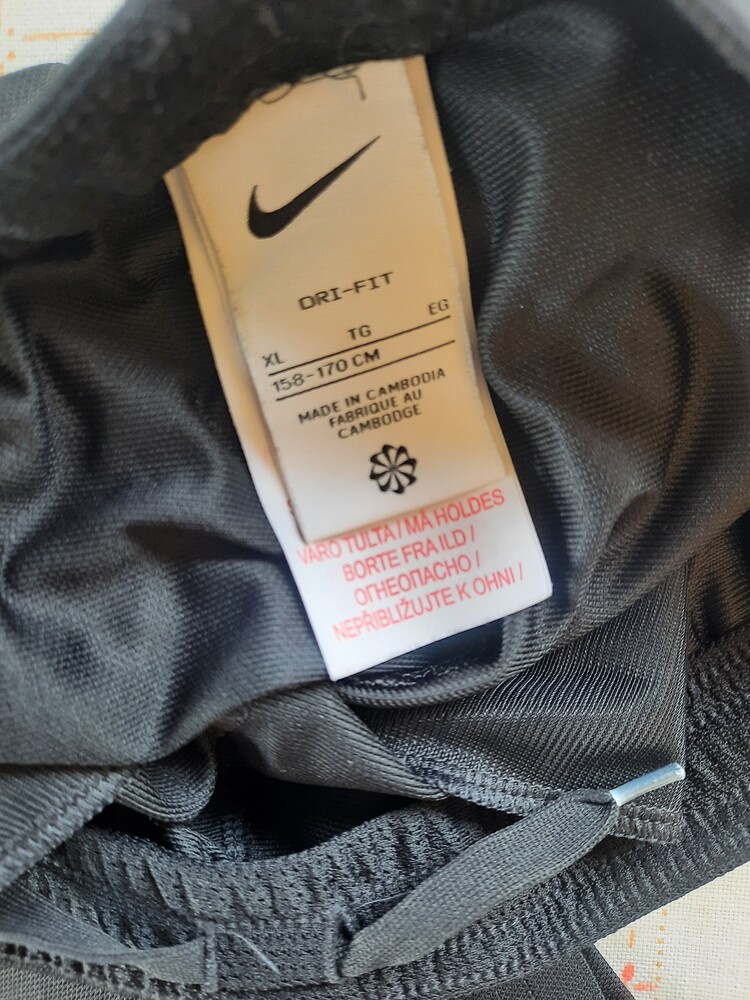 DRI-FIT
XL TG EG
158-170 CM
MADE IN CAMBODIA
FABRIQUE AU
CAMBODGE
VARO TULTA / MÅ HOLDES
BORTE FRA ILD /
ОГНЕОПАСНО /
NEPŘIBLIŽUJTE K OHNI /